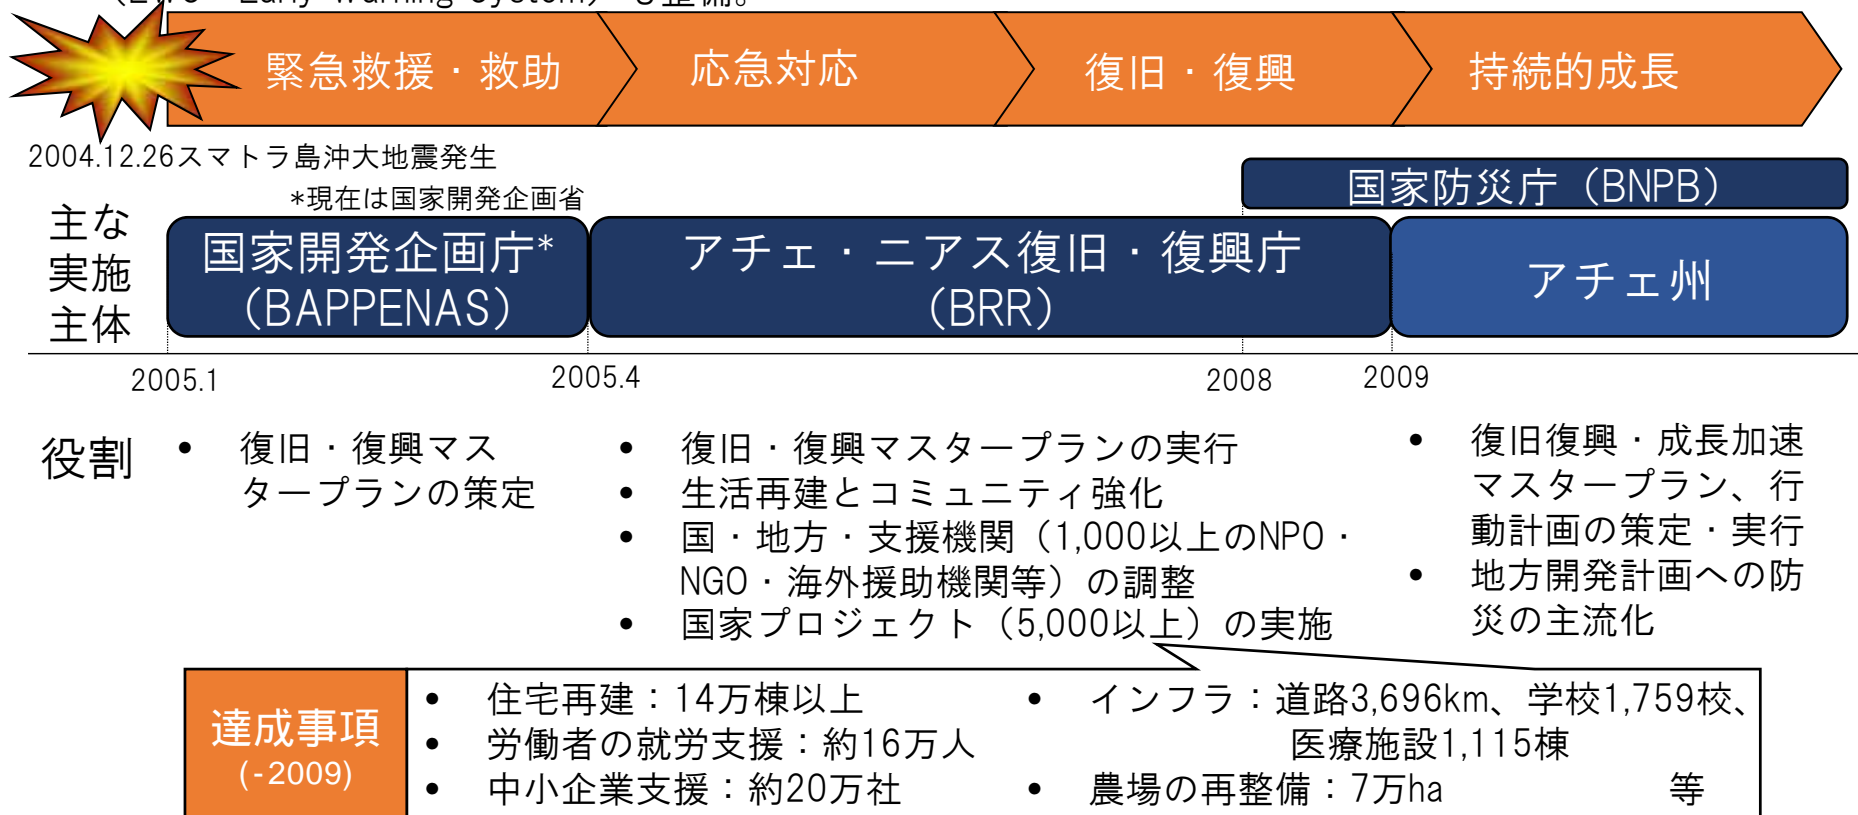 (EWS Early Warning System) も整備。
緊急救援・救助
応急対応
復旧・復興
持続的成長
2004.12.26スマトラ島沖大地震発生
*現在は国家開発企画省
国家防災庁（BNPB）
主な
実施
主体
国家開発企画庁*
（BAPPENAS）
アチェ・ニアス復旧・復興庁
（BRR）
アチェ州
2005.1
2005.4
2008
2009
役割
• 復旧・復興マス
タープランの策定
• 復旧・復興マスタープランの実行
• 生活再建とコミュニティ強化
• 国・地方・支援機関（1,000以上のNPO・
NGO・海外援助機関等）の調整
• 国家プロジェクト（5,000以上）の実施
• 復旧復興・成長加速
マスタープラン、行
動計画の策定・実行
• 地方開発計画への防
災の主流化
達成事項
(-2009)
• 住宅再建：14万棟以上
• 労働者の就労支援：約16万人
• 中小企業支援：約20万社
• インフラ：道路3,696km、学校1,759校、
医療施設1,115棟
• 農場の再整備：7万ha 等